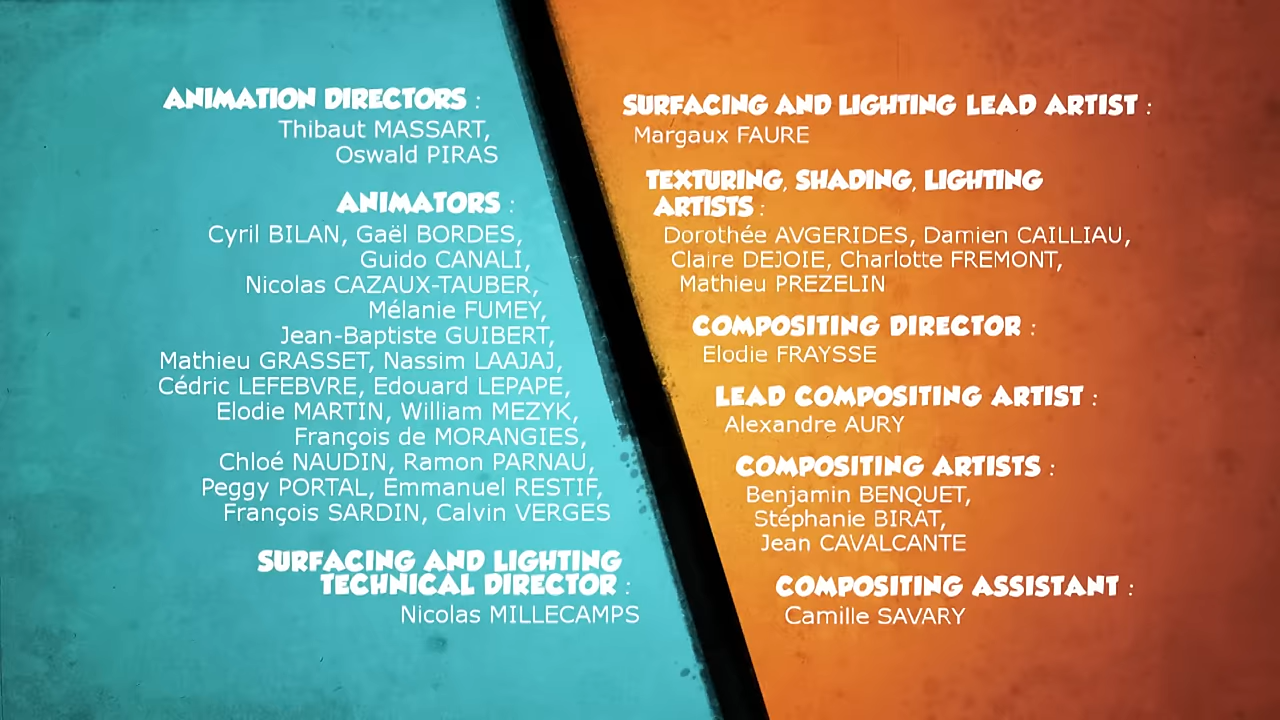 ANIMATION DIRECTORS :
Thibaut MASSART,
Oswald PIRAS
ANIMATORS :
Cyril BILAN, Gaël BORDES,
Guido CANALI,
Nicolas CAZAUX-TAUBER,
Mélanie FUMEY,
Jean-Baptiste GUIBERT,
Mathieu GRASSET, Nassim LAAJAJ,
Cédric LEFEBVRE, Edouard LEPAPE,
Elodie MARTIN, William MEZYK,
François de MORANGIES,
Chloé NAUDIN, Ramon PARNAU,
Peggy PORTAL, Emmanuel RESTIF,
François SARDIN, Calvin VERGES
SURFACING AND LIGHTING
TECHNICAL DIRECTOR :
Nicolas MILLECAMPS
SURFACING AND LIGHTING LEAD ARTIST :
Margaux FAURE
TEXTURING, SHADING, LIGHTING
ARTISTS :
Dorothée AVGERIDES, Damien CAILLIAU,
Claire DEJOIE, Charlotte FREMONT,
Mathieu PREZELIN
COMPOSITING DIRECTOR :
Elodie FRAYSSE
LEAD COMPOSITING ARTIST :
Alexandre AURY
COMPOSITING ARTISTS :
Benjamin BENQUET,
Stéphanie BIRAT,
Jean CAVALCANTE
COMPOSITING ASSISTANT :
Camille SAVARY